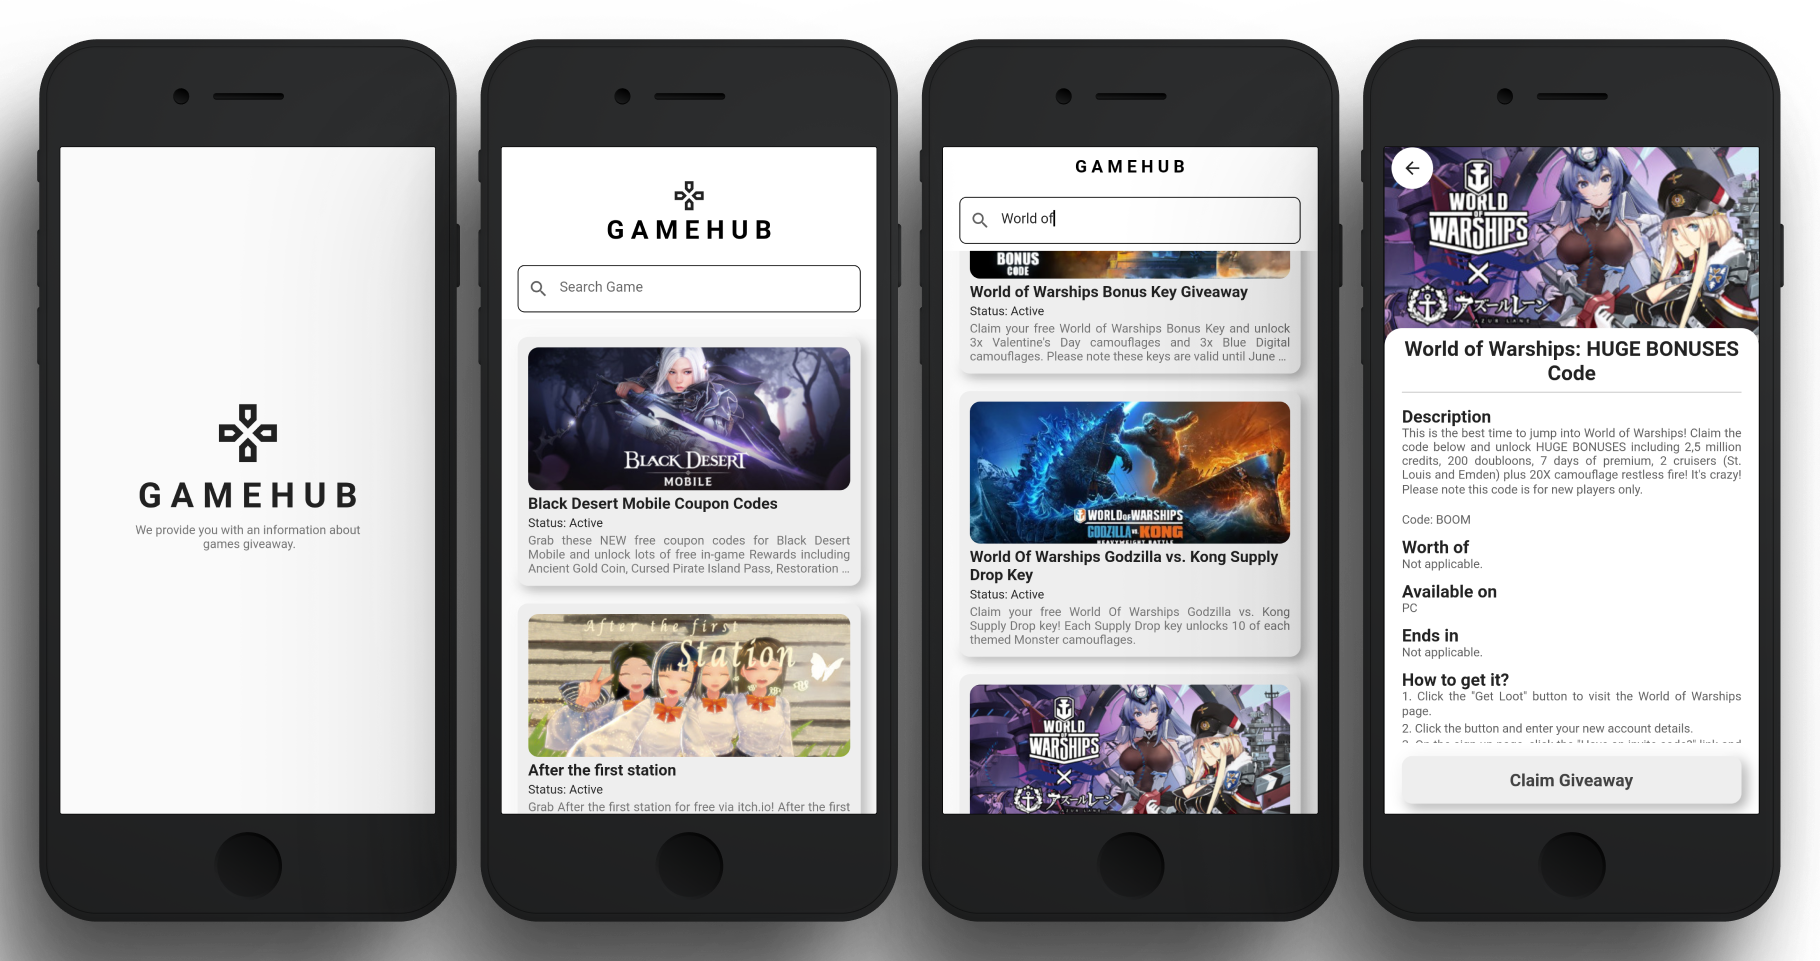 GAMEHUB
We provide you with an information about
games giveaway.
GAMEHUB
Search Game
BLACK DESERT
MOBILE
Black Desert Mobile Coupon Codes
Status: Active
Grab these NEW free coupon codes for Black Desert
Mobile and unlock lots of free in-game Rewards including
Ancient Gold Coin, Cursed Pirate Island Pass, Restoration ...
After the first
Station
After the first station
Status: Active
Grab After the first station for free via itch.io! After the first
GAMEHUB
World of
BONUS
CODE
World of Warships Bonus Key Giveaway
Status: Active
Claim your free World of Warships Bonus Key and unlock
3x Valentine's Day camouflages and 3x Blue Digital
camouflages. Please note these keys are valid until June ...
WORLD OF WARSHIPS
GODZILLA VS. KONG
HEAVYWEIGHT BATTLE
World Of Warships Godzilla vs. Kong Supply
Drop Key
Status: Active
Claim your free World Of Warships Godzilla vs. Kong
Supply Drop key! Each Supply Drop key unlocks 10 of each
themed Monster camouflages.
WORLD
OF
WARSHIPS
X
アズールレーン
WORLD
OF
WARSHIPS
X
アズールレーン
AZUR LANE
World of Warships: HUGE BONUSES
Code
Description
This is the best time to jump into World of Warships! Claim the
code below and unlock HUGE BONUSES including 2,5 million
credits, 200 doubloons, 7 days of premium, 2 cruisers (St.
Louis and Emden) plus 20X camouflage restless fire! It's crazy!
Please note this code is for new players only.
Code: BOOM
Worth of
Not applicable.
Available on
PC
Ends in
Not applicable.
How to get it?
1. Click the "Get Loot" button to visit the World of Warships
page.
2. Click the button and enter your new account details.
Claim Giveaway